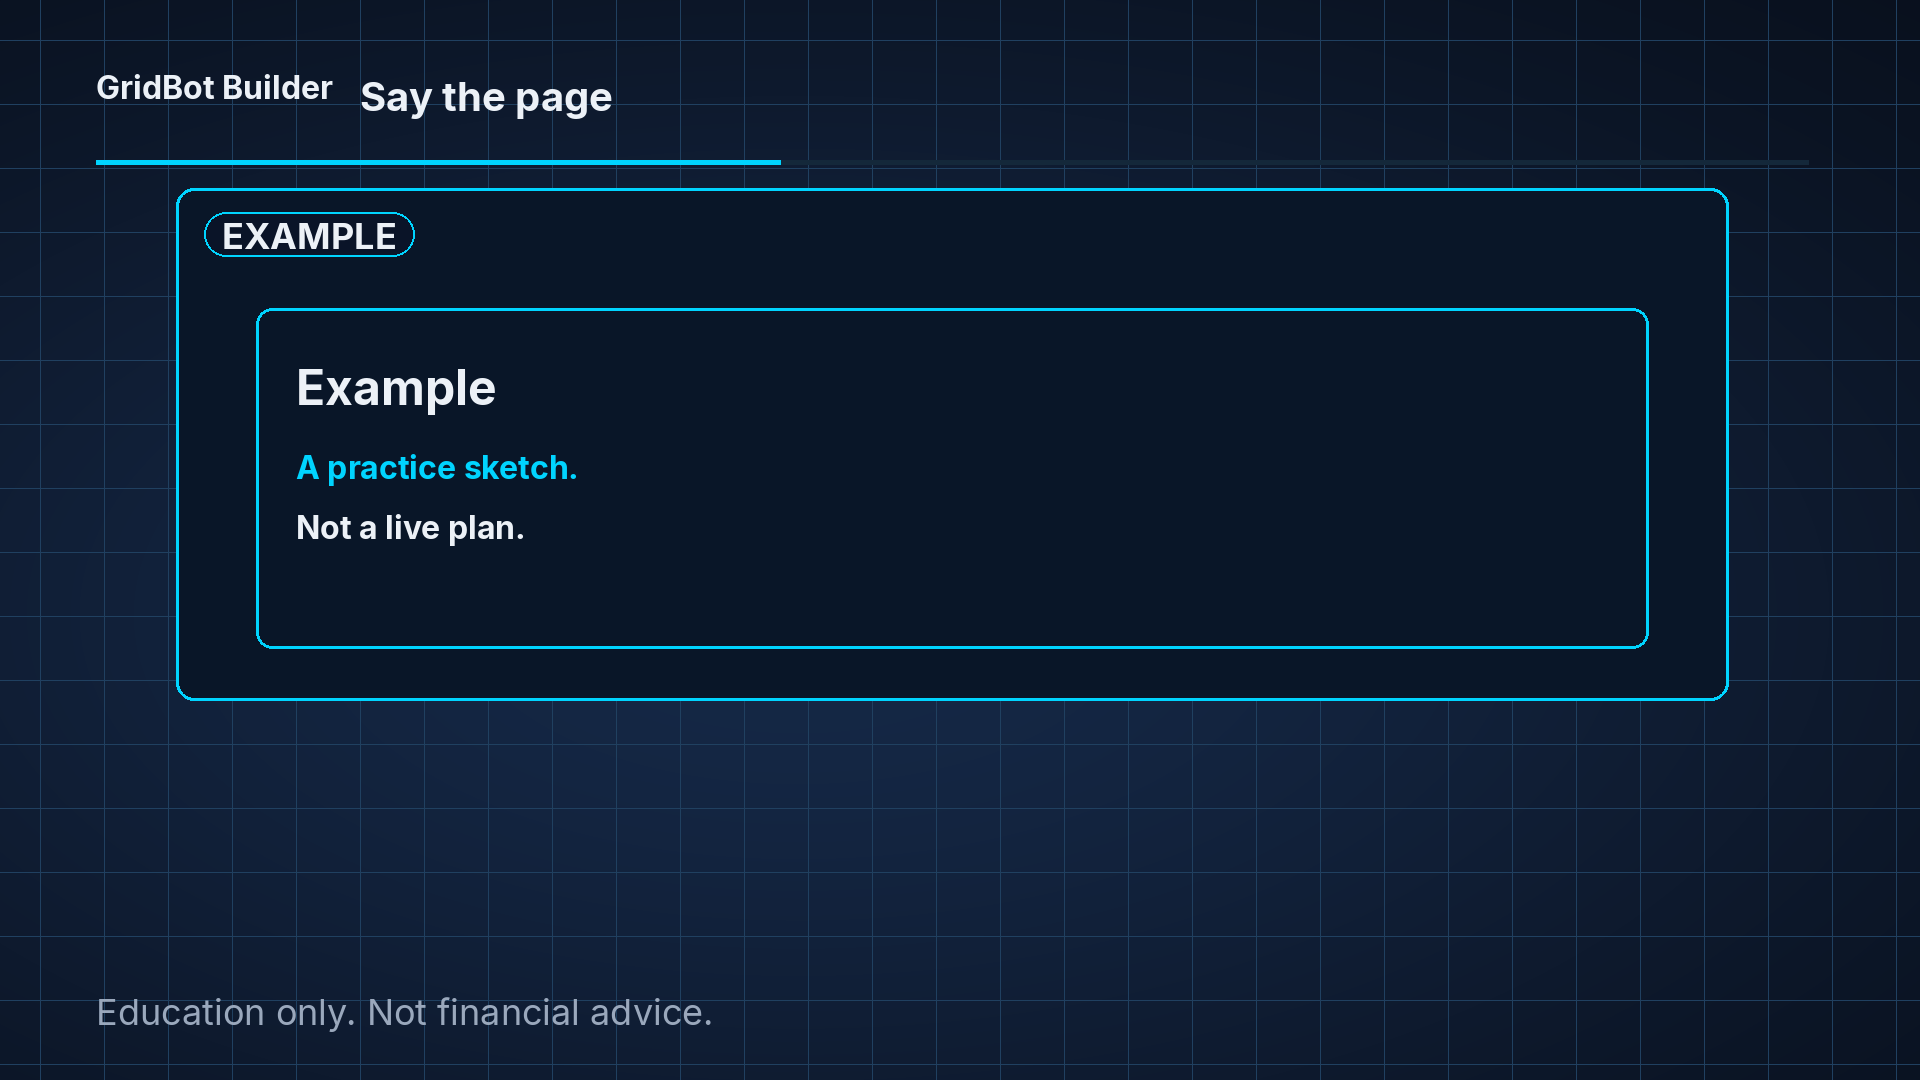 GridBot Builder
Say the page
EXAMPLE
Example
A practice sketch.
Not a live plan.
Education only. Not financial advice.